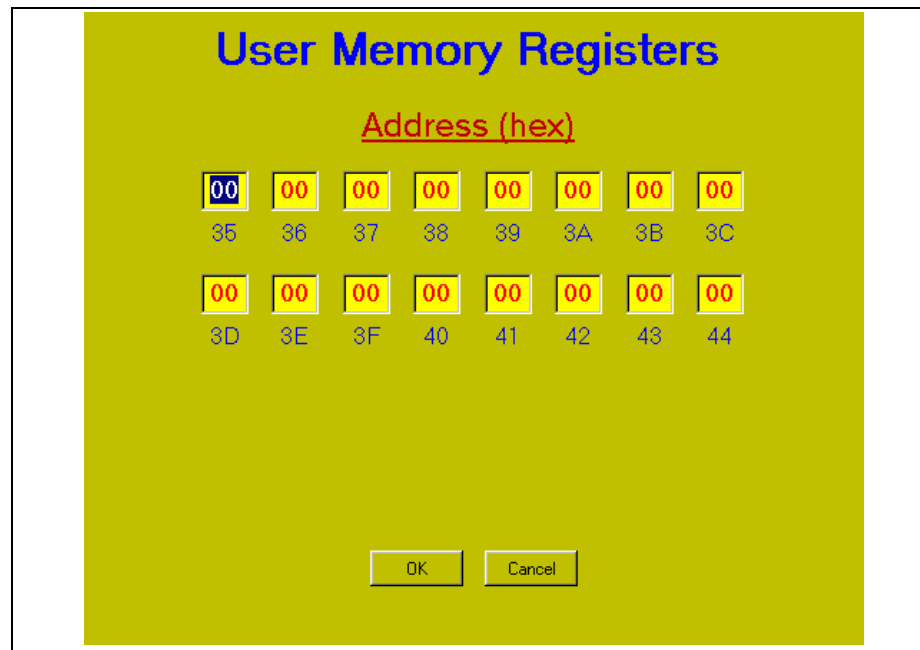 User Memory Registers
Address (hex)
00 00 00 00 00 00 00 00
35 36 37 38 39 3A 3B 3C
00 00 00 00 00 00 00 00
3D 3E 3F 40 41 42 43 44
OK Cancel